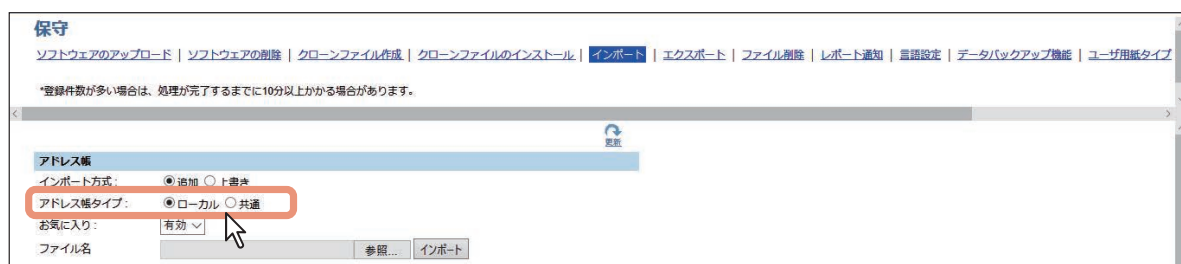 保守
ソフトウェアのアップロード | ソフトウェアの削除 | クローンファイル作成 | クローンファイルのインストール | インポート | エクスポート | ファイル削除 | レポート通知 | 言語設定 | データバックアップ機能 | ユーザ用紙タイプ
*登録件数が多い場合は、処理が完了するまでに10分以上かかる場合があります。
更新
アドレス帳
インポート方式: 追加 上書き
アドレス帳タイプ: ローカル 共通
お気に入り: 有効
ファイル名 参照... インポート